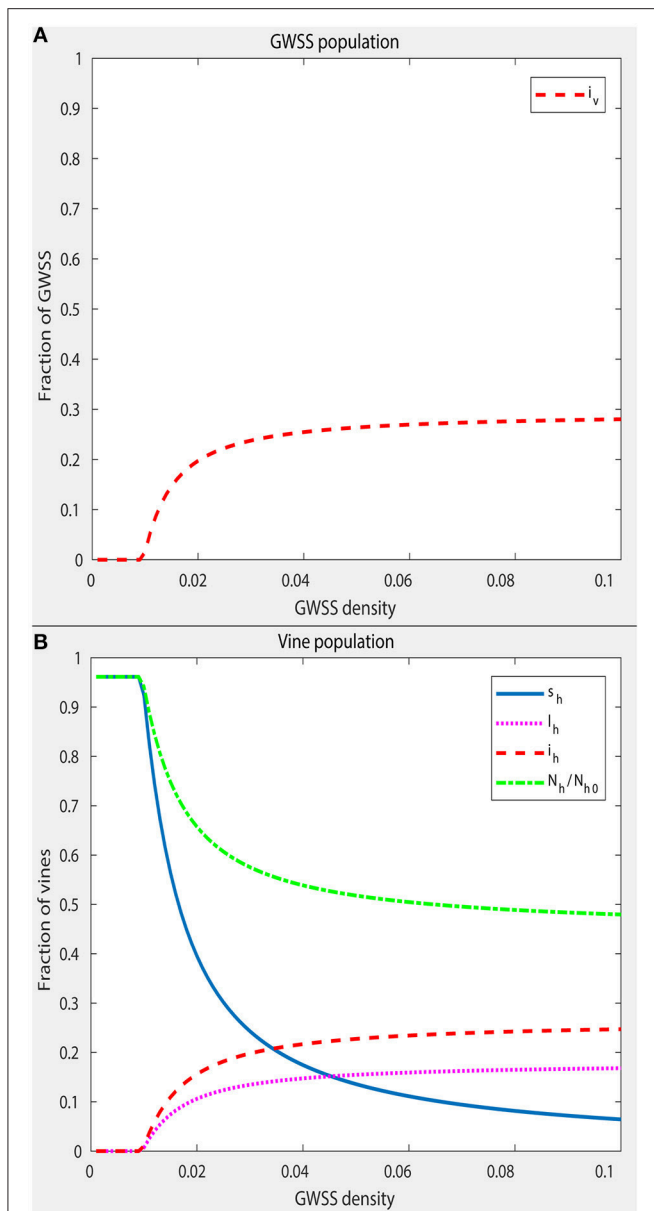 A
GWSS population
1
0.9
0.8
0.7
0.6
0.5
0.4
0.3
0.2
0.1
0
Fraction of GWSS
i_v
0 0.02 0.04 0.06 0.08 0.1
GWSS density
B
Vine population
1
0.9
0.8
0.7
0.6
0.5
0.4
0.3
0.2
0.1
0
Fraction of vines
s_h
l_h
i_h
N_h/N_h0
0 0.02 0.04 0.06 0.08 0.1
GWSS density